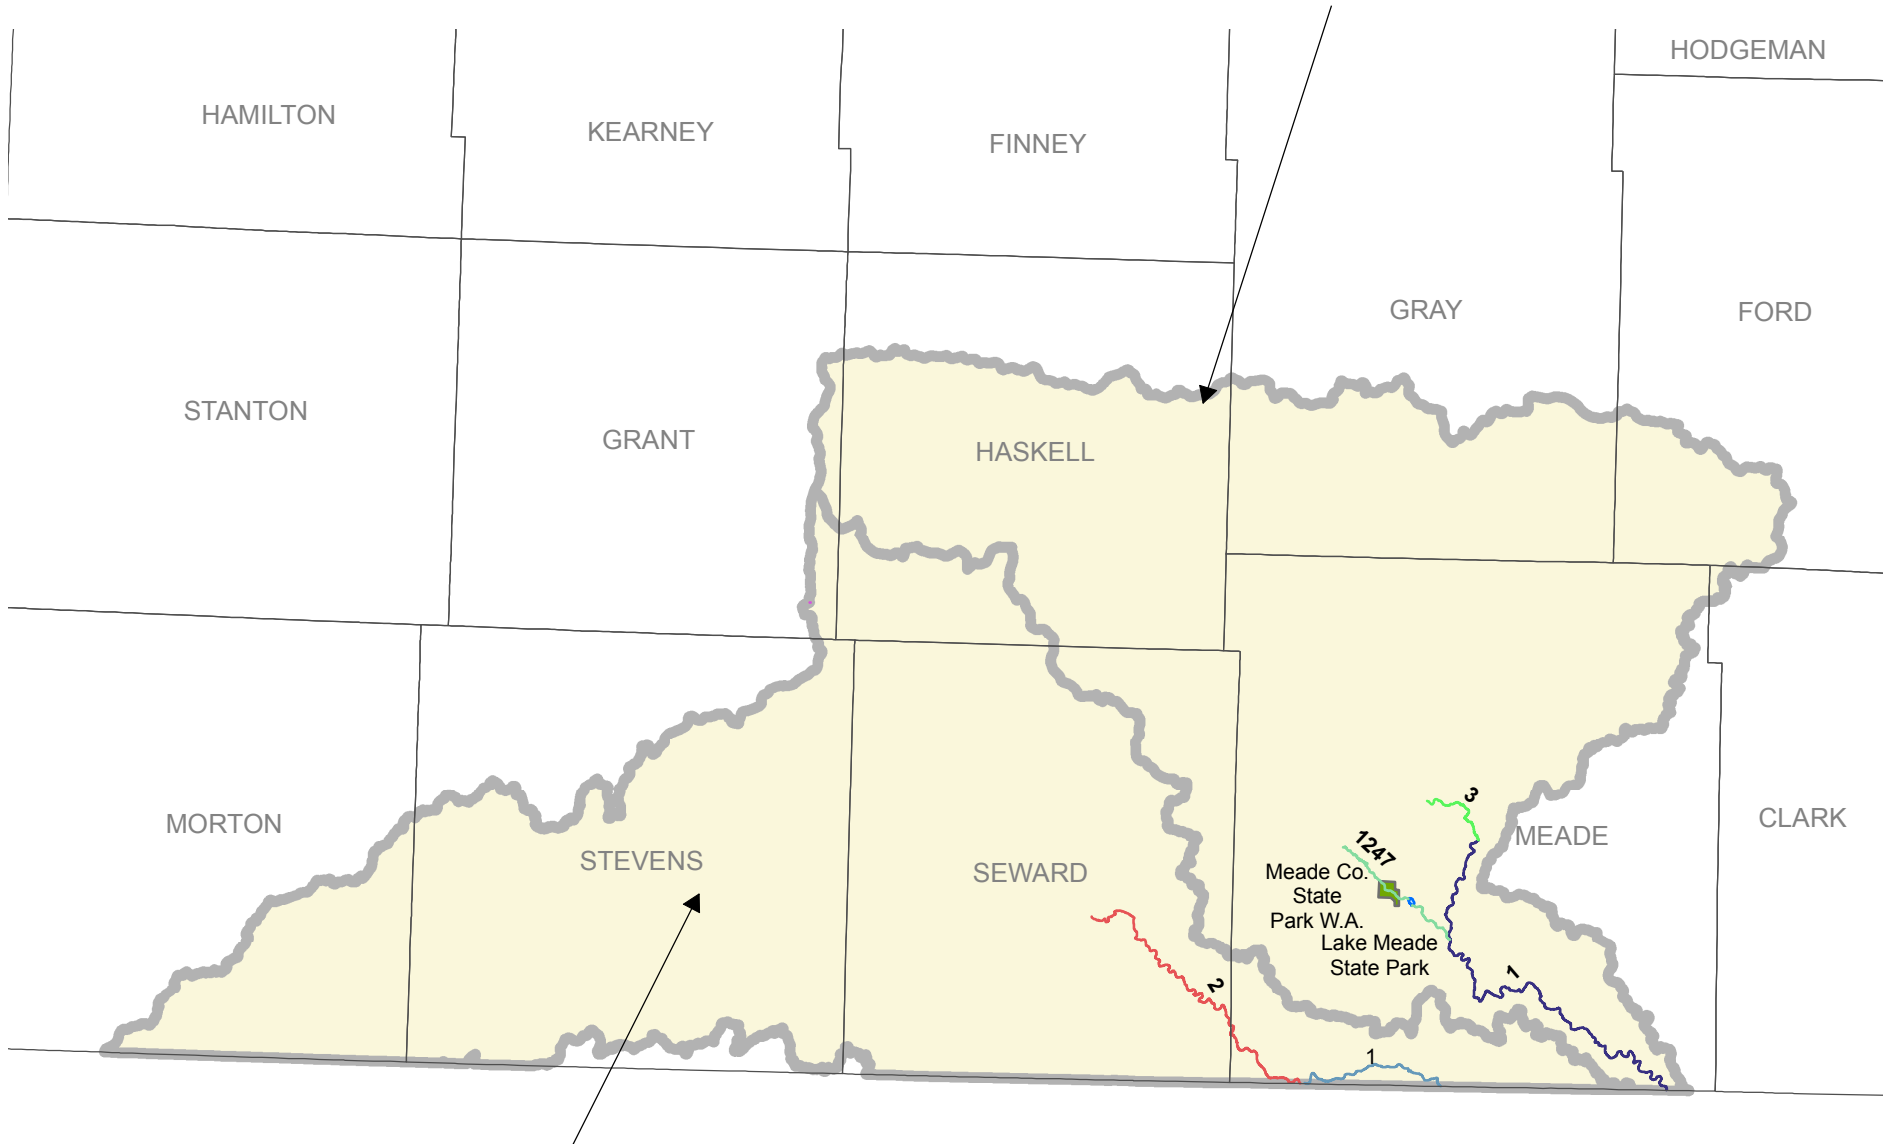 HODGEMAN
HAMILTON
KEARNEY
FINNEY
GRAY
FORD
STANTON
GRANT
HASKELL
3
MORTON
STEVENS
SEWARD
MEADE
CLARK
1247
Meade Co.
State
Park W.A.
Lake Meade
State Park
2
1
1